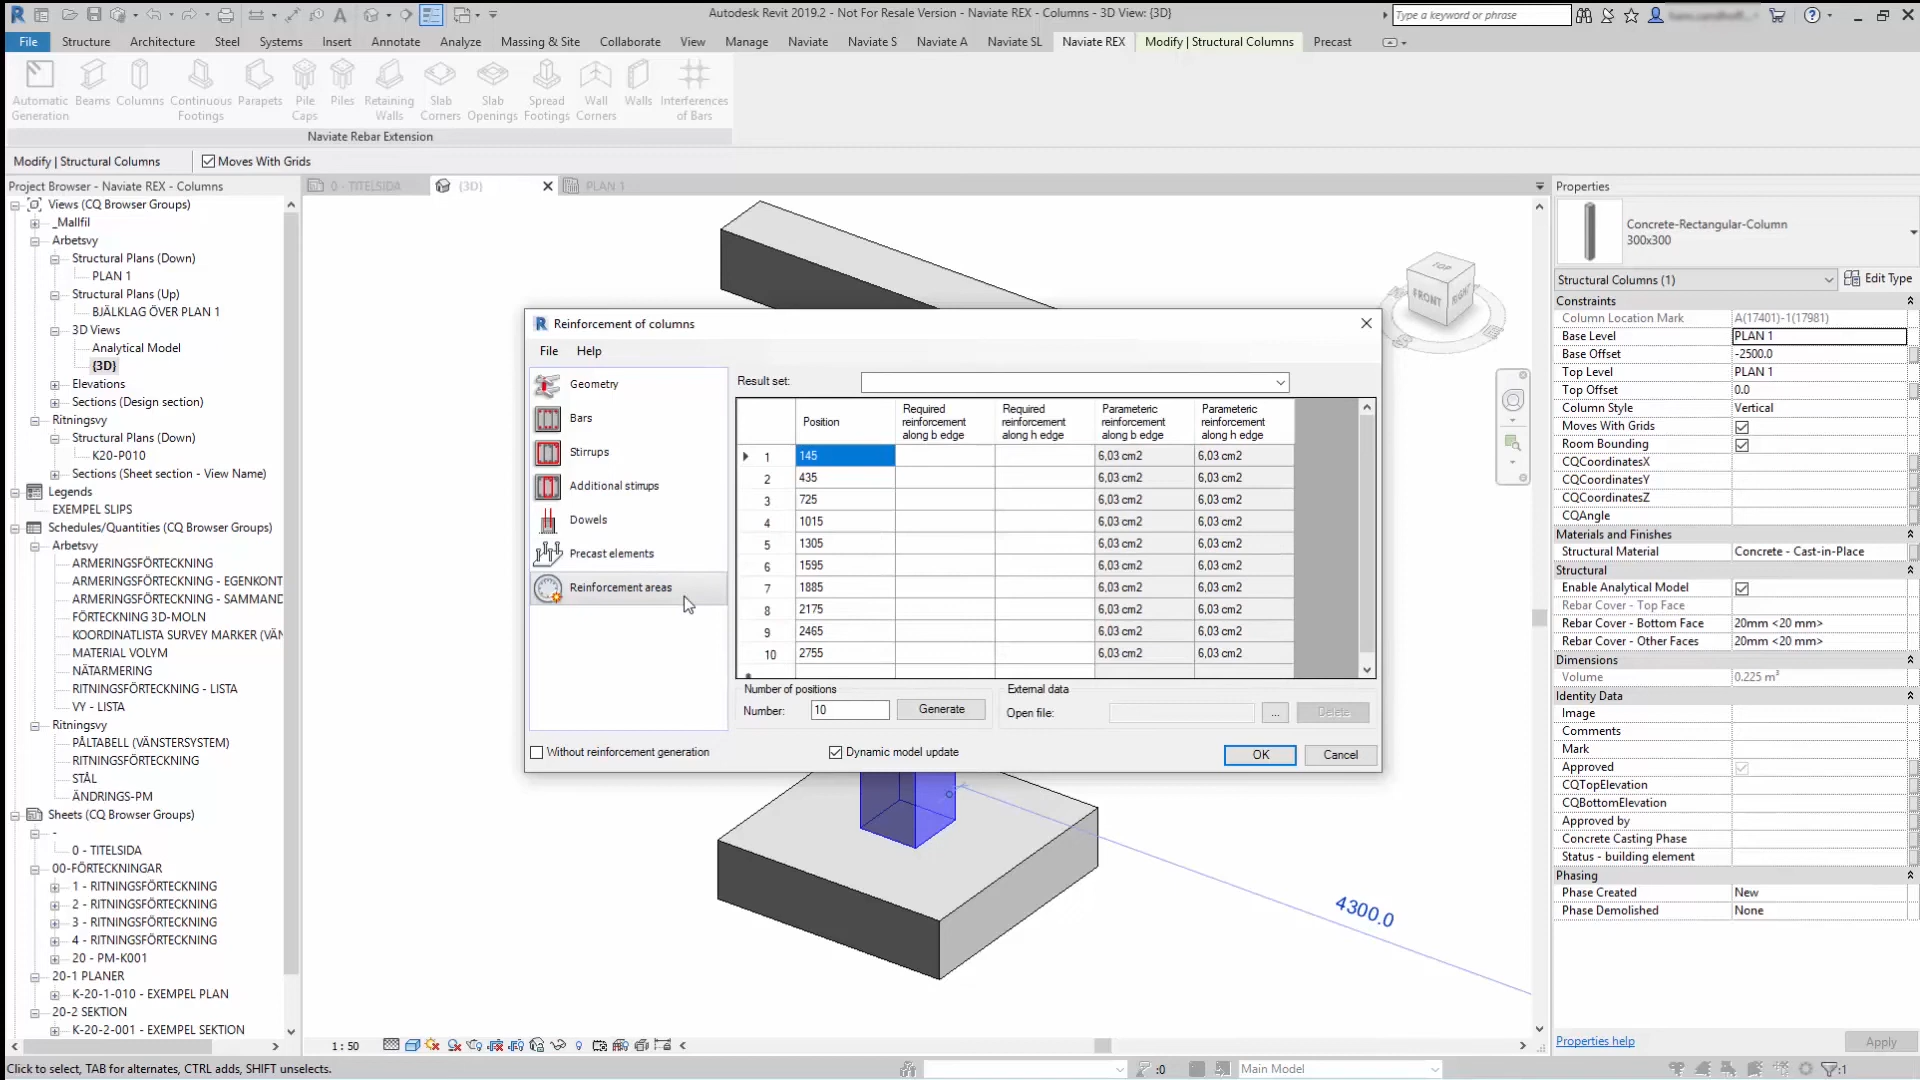 Autodesk Revit 2019.2 - Not For Resale Version - Naviate REX - Columns - 3D View: {3D}
Type a keyword or phrase
File Structure Architecture Steel Systems Insert Annotate Analyze Massing & Site Collaborate View Manage Naviate Naviate S Naviate A Naviate SL Naviate REX Modify | Structural Columns Precast
Automatic Generation
Beams
Columns
Continuous Footings
Parapets
Pile Caps
Piles
Retaining Walls
Slab Corners
Slab Openings
Spread Footings
Wall Corners
Walls
Interferences of Bars
Naviate Rebar Extension
Modify | Structural Columns
Moves With Grids
Project Browser - Naviate REX - Columns
Views (CQ Browser Groups)
_Mallfil
Arbetsvy
Structural Plans (Down)
PLAN 1
Structural Plans (Up)
BJÄLKLAG ÖVER PLAN 1
3D Views
Analytical Model
{3D}
Elevations
Sections (Design section)
Ritningsvy
Structural Plans (Down)
K20-P010
Sections (Sheet section - View Name)
Legends
EXEMPEL SLIPS
Schedules/Quantities (CQ Browser Groups)
Arbetsvy
ARMERINGSFÖRTECKNING
ARMERINGSFÖRTECKNING - EGENKONT
ARMERINGSFÖRTECKNING - SAMMAND
FÖRTECKNING 3D-MOLN
KOORDINATLISTA SURVEY MARKER (VÄN
MATERIAL VOLYM
NÄTARMERING
RITNINGSFÖRTECKNING - LISTA
VY - LISTA
Ritningsvy
PÅLTABELL (VÄNSTERSYSTEM)
RITNINGSFÖRTECKNING
STÅL
ÄNDRINGS-PM
Sheets (CQ Browser Groups)
-
0 - TITELSIDA
00-FÖRTECKNINGAR
1 - RITNINGSFÖRTECKNING
2 - RITNINGSFÖRTECKNING
3 - RITNINGSFÖRTECKNING
4 - RITNINGSFÖRTECKNING
20 - PM-K001
20-1 PLANER
K-20-1-010 - EXEMPEL PLAN
20-2 SEKTION
K-20-2-001 - EXEMPEL SEKTION
0 - TITELSIDA
{3D}
PLAN 1
TOP
FRONT
RIGHT
Reinforcement of columns
File Help
Geometry
Bars
Stirrups
Additional stirrups
Dowels
Precast elements
Reinforcement areas
Result set:
Position
Required reinforcement along b edge
Required reinforcement along h edge
Parameteric reinforcement along b edge
Parameteric reinforcement along h edge
1 145 6,03 cm2 6,03 cm2
2 435 6,03 cm2 6,03 cm2
3 725 6,03 cm2 6,03 cm2
4 1015 6,03 cm2 6,03 cm2
5 1305 6,03 cm2 6,03 cm2
6 1595 6,03 cm2 6,03 cm2
7 1885 6,03 cm2 6,03 cm2
8 2175 6,03 cm2 6,03 cm2
9 2465 6,03 cm2 6,03 cm2
10 2755 6,03 cm2 6,03 cm2
Number of positions
Number: 10 Generate
External data
Open file: ... Delete
Without reinforcement generation
Dynamic model update
OK Cancel
4300.0
Properties
Concrete-Rectangular-Column
300x300
Structural Columns (1) Edit Type
Constraints
Column Location Mark A(17401)-1(17981)
Base Level PLAN 1
Base Offset -2500.0
Top Level PLAN 1
Top Offset 0.0
Column Style Vertical
Moves With Grids
Room Bounding
CQCoordinatesX
CQCoordinatesY
CQCoordinatesZ
CQAngle
Materials and Finishes
Structural Material Concrete - Cast-in-Place
Structural
Enable Analytical Model
Rebar Cover - Top Face
Rebar Cover - Bottom Face 20mm <20 mm>
Rebar Cover - Other Faces 20mm <20 mm>
Dimensions
Volume 0.225 m³
Identity Data
Image
Comments
Mark
Approved
CQTopElevation
CQBottomElevation
Approved by
Concrete Casting Phase
Status - building element
Phasing
Phase Created New
Phase Demolished None
Properties help Apply
1 : 50
Click to select, TAB for alternates, CTRL adds, SHIFT unselects.
:0
Main Model
:1